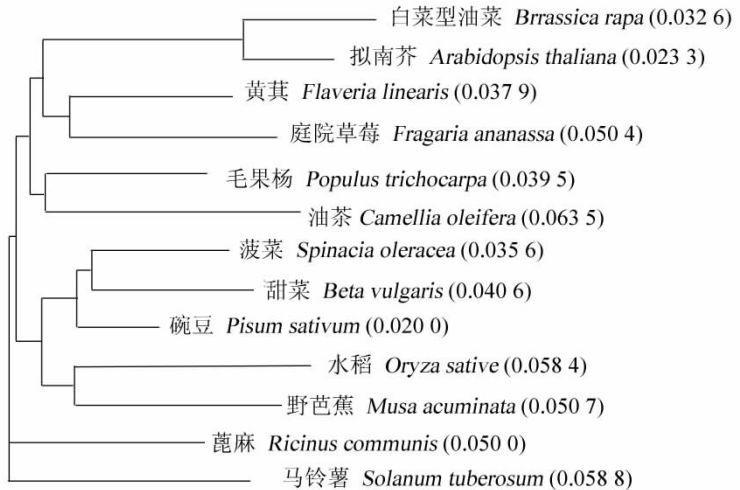 白菜型油菜 Brrassica rapa (0.032 6)
拟南芥 Arabidopsis thaliana (0.023 3)
黄萁 Flaveria linearis (0.037 9)
庭院草莓 Fragaria ananassa (0.050 4)
毛果杨 Populus trichocarpa (0.039 5)
油茶 Camellia oleifera (0.063 5)
菠菜 Spinacia oleracea (0.035 6)
甜菜 Beta vulgaris (0.040 6)
碗豆 Pisum sativum (0.020 0)
水稻 Oryza sative (0.058 4)
野芭蕉 Musa acuminata (0.050 7)
蓖麻 Ricinus communis (0.050 0)
马铃薯 Solanum tuberosum (0.058 8)